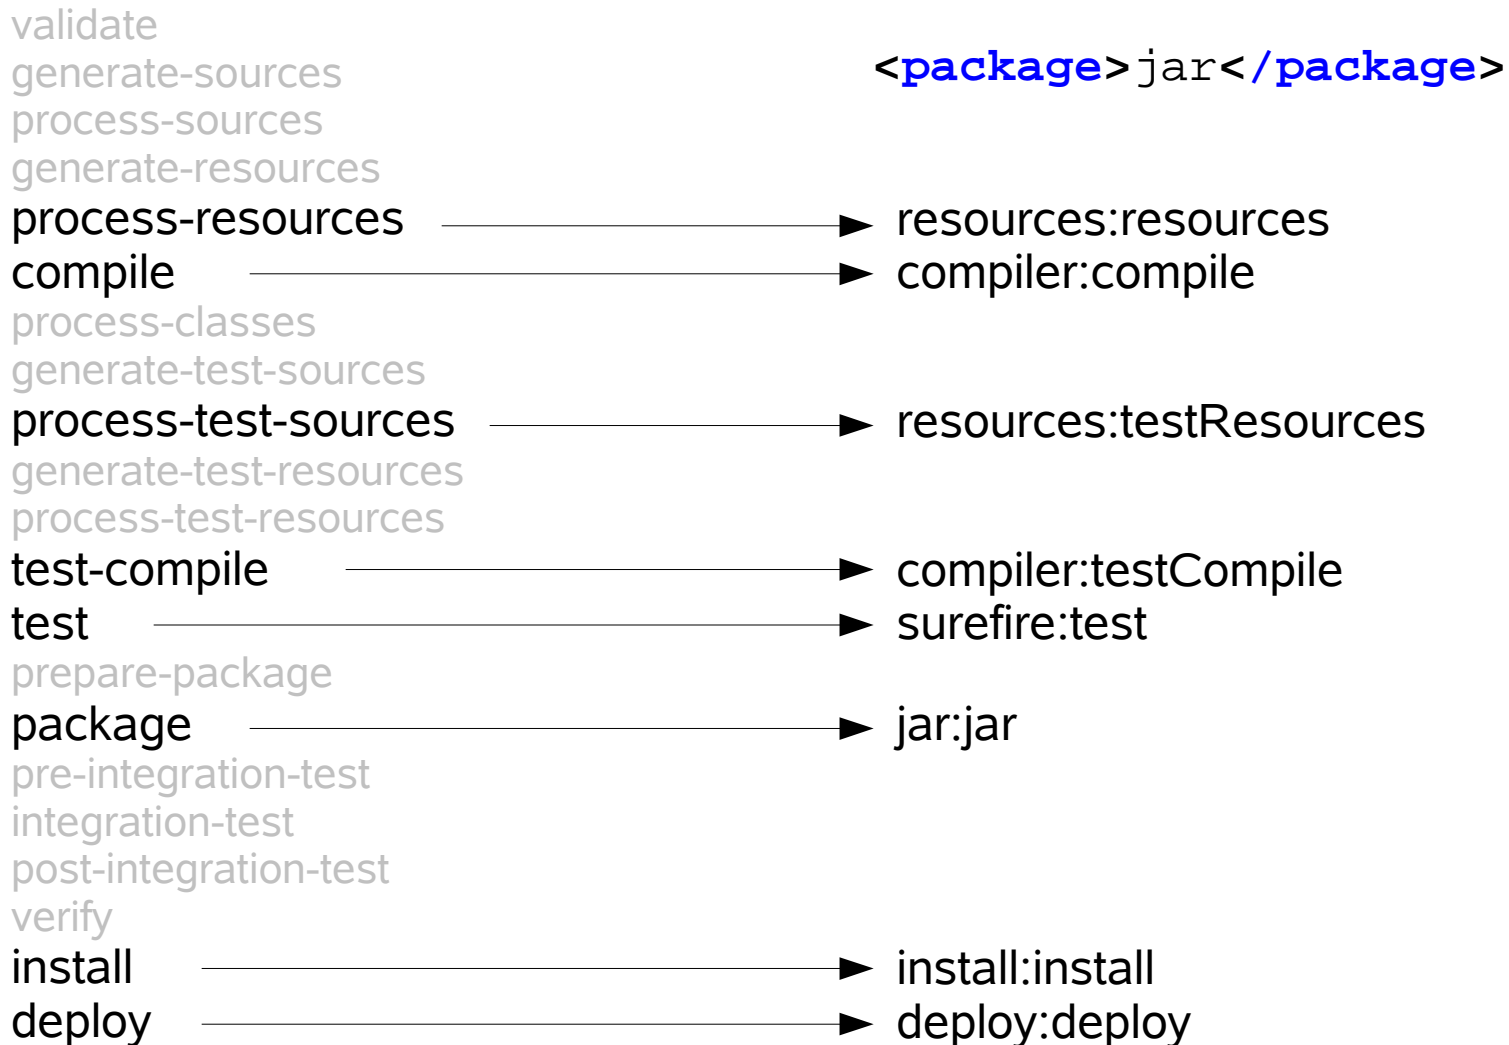 validate
generate-sources
<package>jar</package>
process-sources
generate-resources
process-resources resources:resources
compile compiler:compile
process-classes
generate-test-sources
process-test-sources resources:testResources
generate-test-resources
process-test-resources
test-compile compiler:testCompile
test surefire:test
prepare-package
package jar:jar
pre-integration-test
integration-test
post-integration-test
verify
install install:install
deploy deploy:deploy